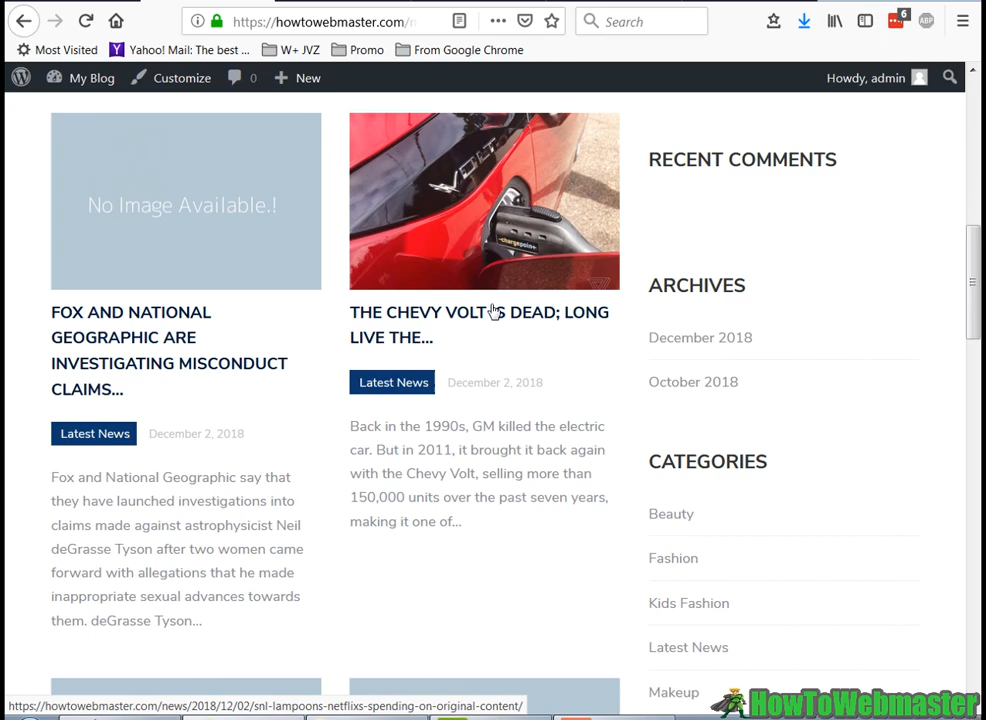 https://howtowebmaster.com/n
Search
6
ABP
Most Visited
Yahoo! Mail: The best ...
W+ JVZ
Promo
From Google Chrome
My Blog
Customize
0
New
Howdy, admin
No Image Available.!
VOLT
chargepoin+
RECENT COMMENTS
ARCHIVES
December 2018
October 2018
FOX AND NATIONAL
GEOGRAPHIC ARE
INVESTIGATING MISCONDUCT
CLAIMS...
Latest News
December 2, 2018
Fox and National Geographic say that
they have launched investigations into
claims made against astrophysicist Neil
deGrasse Tyson after two women came
forward with allegations that he made
inappropriate sexual advances towards
them. deGrasse Tyson...
THE CHEVY VOLT IS DEAD; LONG
LIVE THE...
Latest News
December 2, 2018
Back in the 1990s, GM killed the electric
car. But in 2011, it brought it back again
with the Chevy Volt, selling more than
150,000 units over the past seven years,
making it one of...
CATEGORIES
Beauty
Fashion
Kids Fashion
Latest News
Makeup
https://howtowebmaster.com/news/2018/12/02/snl-lampoons-netflixs-spending-on-original-content/
HowToWebmaster